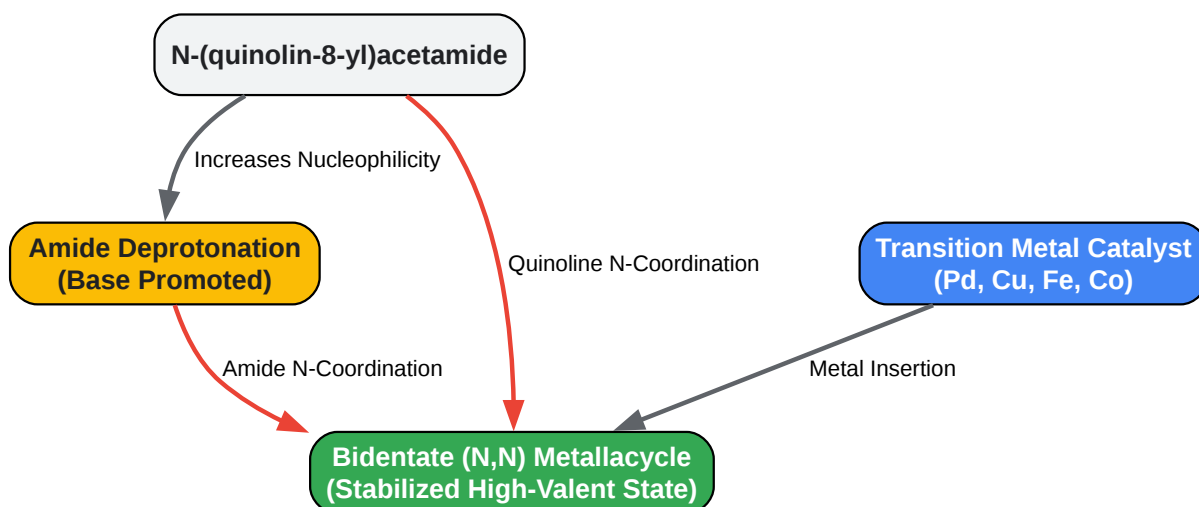 N-(quinolin-8-yl)acetamide
Increases Nucleophilicity
Amide Deprotonation
(Base Promoted)
Quinoline N-Coordination
Transition Metal Catalyst
(Pd, Cu, Fe, Co)
Amide N-Coordination
Metal Insertion
Bidentate (N,N) Metallacycle
(Stabilized High-Valent State)